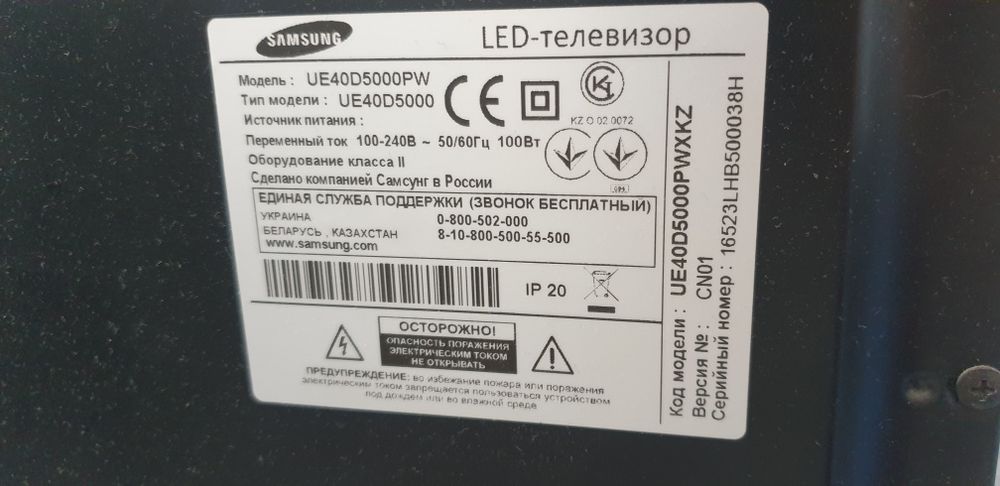 SAMSUNG
LED-телевизор
Модель : UE40D5000PW
Тип модели : UE40D5000
Источник питания :
Переменный ток 100-240В ~ 50/60Гц 100Вт
Оборудование класса II
Сделано компанией Самсунг в России
KZ O 02 0072
ЕДИНАЯ СЛУЖБА ПОДДЕРЖКИ (ЗВОНОК БЕСПЛАТНЫЙ)
УКРАИНА 0-800-502-000
БЕЛАРУСЬ , КАЗАХСТАН 8-10-800-500-55-500
www.samsung.com
IP 20
ОСТОРОЖНО!
ОПАСНОСТЬ ПОРАЖЕНИЯ
ЭЛЕКТРИЧЕСКИМ ТОКОМ
НЕ ОТКРЫВАТЬ
ПРЕДУПРЕЖДЕНИЕ: во избежание пожара или поражения
электрическим током запрещается пользоваться устройством
под дождем или во влажной среде
Код модели : UE40D5000PWXKZ
Версия № : CN01
Серийный номер : 16523LHB500038H